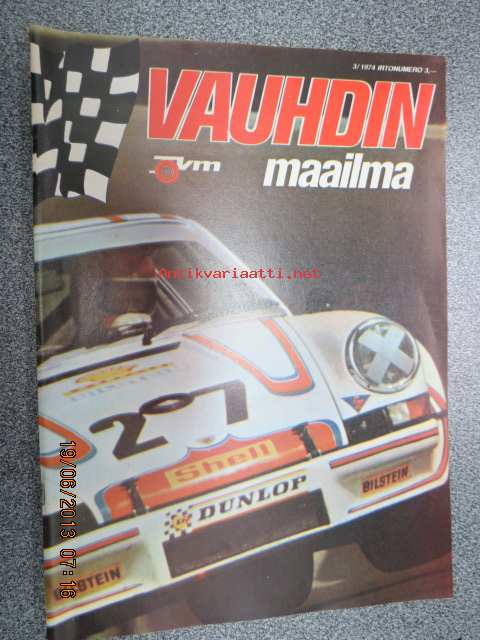 3/1974 IRTONUMERO 3,—
VAUHDIN
vm maailma
Antikvariaatti.net
207
Shell
DUNLOP
BILSTEIN
BILSTEIN
19/06/2013 07:16